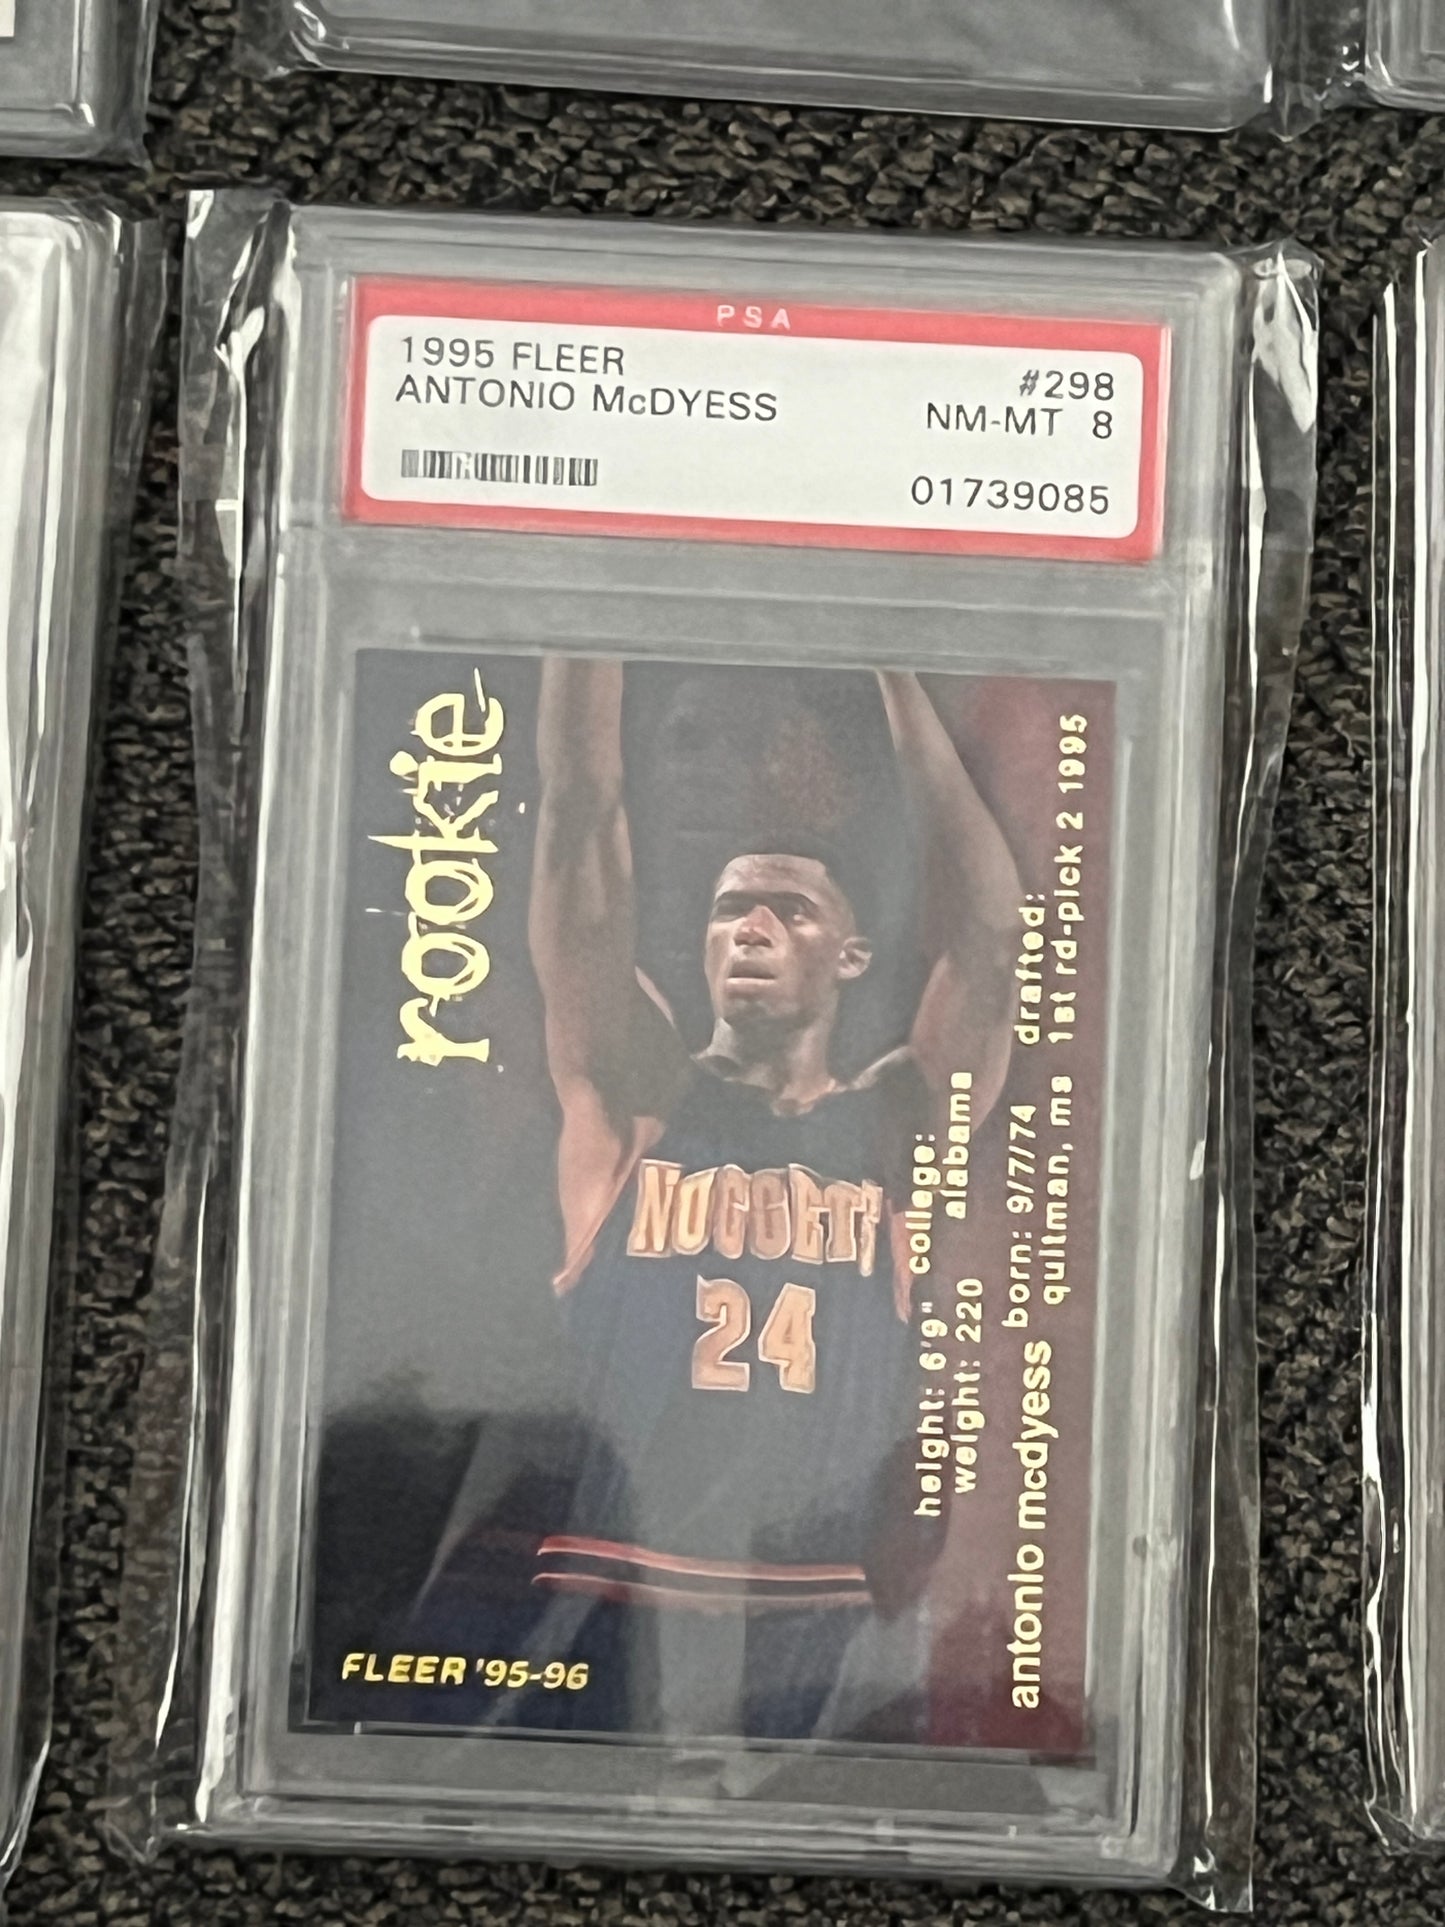 PSA
1995 FLEER
#298
ANTONIO McDYESS
NM-MT 8
01739085
rookie
NUGGETS
24
height: 6'9"
weight: 220
college:
alabama
antonio mcdyess
born: 9/7/74
quitman, ms
drafted:
1st rd-pick 2 1995
FLEER '95-96